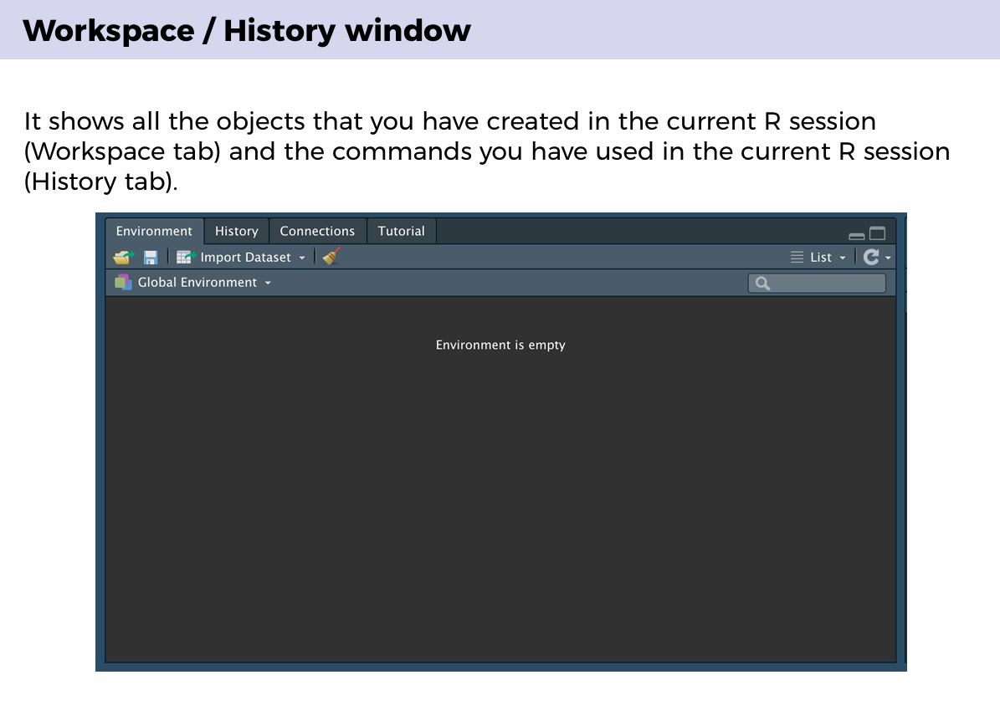 Workspace / History window
It shows all the objects that you have created in the current R session
(Workspace tab) and the commands you have used in the current R session
(History tab).
Environment History Connections Tutorial
Import Dataset List
Global Environment
Environment is empty